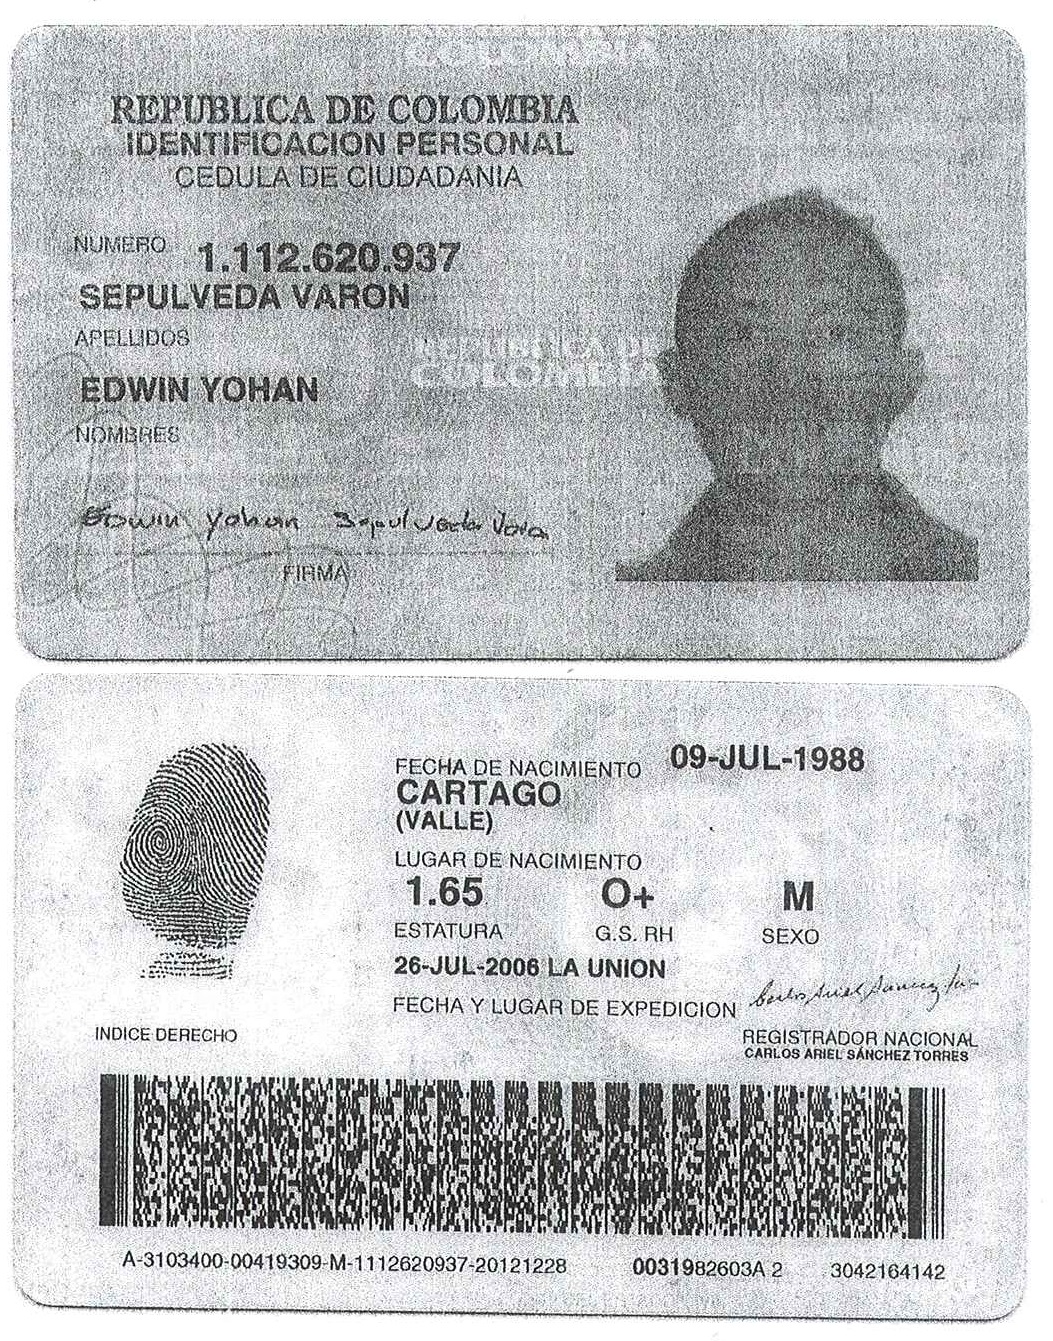 COLOMBIA
REPUBLICA DE COLOMBIA
IDENTIFICACION PERSONAL
CEDULA DE CIUDADANIA
NUMERO 1.112.620.937
SEPULVEDA VARON
APELLIDOS
REPUBLICA DE
COLOMBIA
EDWIN YOHAN
NOMBRES
Edwin Yohan Sepulveda Varon
FIRMA
FECHA DE NACIMIENTO 09-JUL-1988
CARTAGO
(VALLE)
LUGAR DE NACIMIENTO
1.65 O+ M
ESTATURA G.S. RH SEXO
26-JUL-2006 LA UNION
FECHA Y LUGAR DE EXPEDICION
INDICE DERECHO
REGISTRADOR NACIONAL
CARLOS ARIEL SÁNCHEZ TORRES
A-3103400-00419309-M-1112620937-20121228 0031982603A 2 3042164142